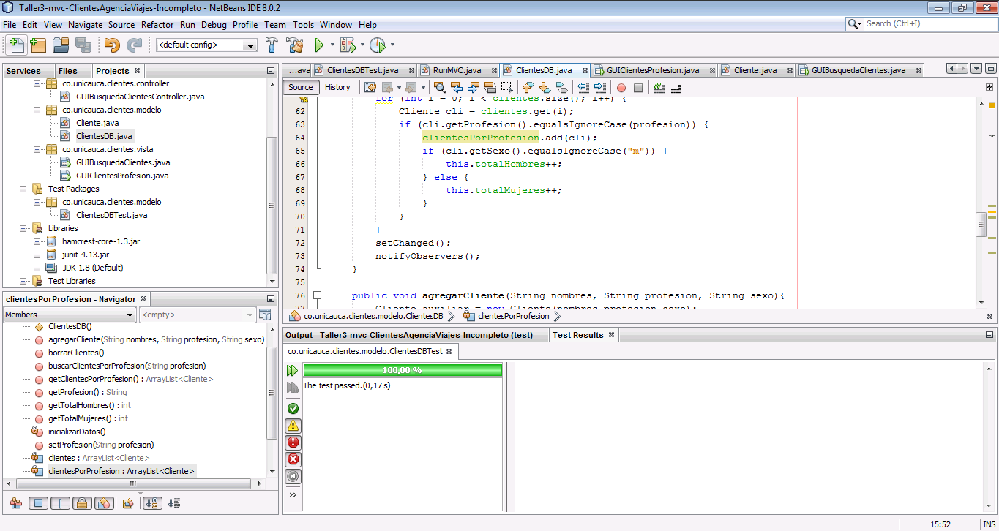 Taller3-mvc-ClientesAgenciaViajes-Incompleto - NetBeans IDE 8.0.2
File Edit View Navigate Source Refactor Run Debug Profile Team Tools Window Help
Search (Ctrl+I)
<default config>
Services Files Projects
co.unicauca.clientes.controller
GUIBusquedaClientesController.java
co.unicauca.clientes.modelo
Cliente.java
ClientesDB.java
co.unicauca.clientes.vista
GUIBusquedaClientes.java
GUIClientesProfesion.java
Test Packages
co.unicauca.clientes.modelo
ClientesDBTest.java
Libraries
hamcrest-core-1.3.jar
junit-4.13.jar
JDK 1.8 (Default)
Test Libraries
clientesPorProfesion - Navigator
Members <empty>
ClientesDB()
agregarCliente(String nombres, String profesion, String sexo)
borrarClientes()
buscarClientesPorProfesion(String profesion)
getClientesPorProfesion() : ArrayList<Cliente>
getProfesion() : String
getTotalHombres() : int
getTotalMujeres() : int
inicializarDatos()
setProfesion(String profesion)
clientes : ArrayList<Cliente>
clientesPorProfesion : ArrayList<Cliente>
...ava ClientesDBTest.java RunMVC.java ClientesDB.java GUIClientesProfesion.java Cliente.java GUIBusquedaClientes.java
Source History
for (int i = 0; i < clientes.size(); i++) {
62 Cliente cli = clientes.get(i);
63 if (cli.getProfesion().equalsIgnoreCase(profesion)) {
64 clientesPorProfesion.add(cli);
65 if (cli.getSexo().equalsIgnoreCase("m")) {
66 this.totalHombres++;
67 } else {
68 this.totalMujeres++;
69 }
70 }
71 }
72 setChanged();
73 notifyObservers();
74 }
75
76 public void agregarCliente(String nombres, String profesion, String sexo){
77 Cliente auxiliar = new Cliente(nombres,profesion,sexo);
co.unicauca.clientes.modelo.ClientesDB clientesPorProfesion
Output - Taller3-mvc-ClientesAgenciaViajes-Incompleto (test) Test Results
co.unicauca.clientes.modelo.ClientesDBTest
100,00 %
The test passed.(0,17 s)
15:52 INS